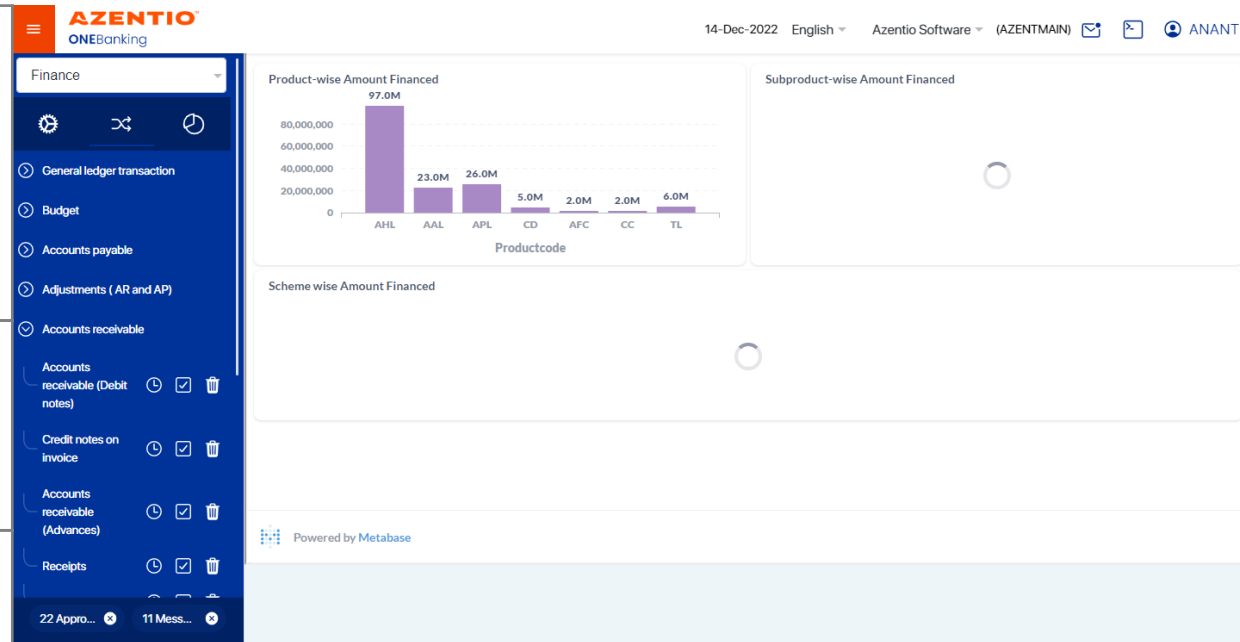 AZENTIO™
ONEBanking
14-Dec-2022 English Azentio Software (AZENTMAIN) ANANT
Finance
General ledger transaction
Budget
Accounts payable
Adjustments ( AR and AP)
Accounts receivable
Accounts
receivable (Debit
notes)
Credit notes on
invoice
Accounts
receivable
(Advances)
Receipts
22 Appro...
11 Mess...
Product-wise Amount Financed
97.0M
80,000,000
60,000,000
40,000,000
20,000,000
0
23.0M
26.0M
5.0M
2.0M
2.0M
6.0M
AHL AAL APL CD AFC CC TL
Productcode
Subproduct-wise Amount Financed
Scheme wise Amount Financed
Powered by Metabase